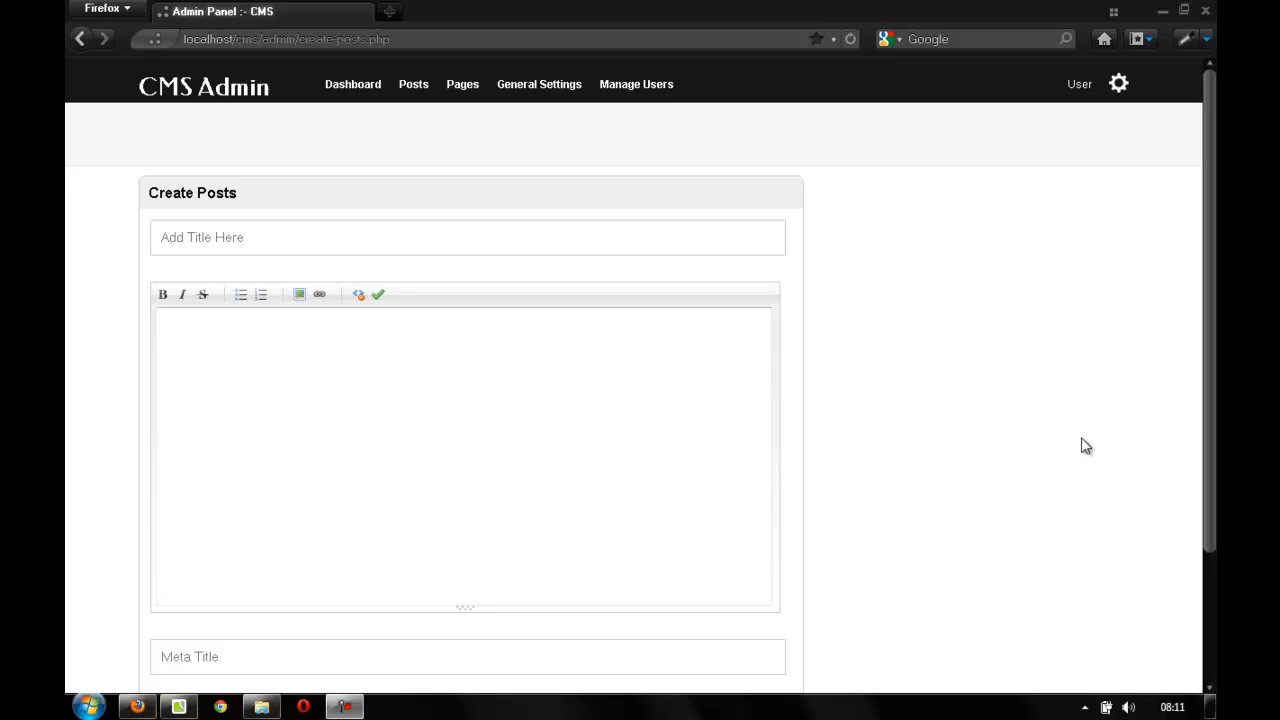 Firefox
Admin Panel :- CMS
localhost/cms/admin/create-posts.php
Google
CMS Admin
Dashboard
Posts
Pages
General Settings
Manage Users
User
Create Posts
Add Title Here
B I S
Meta Title
08:11